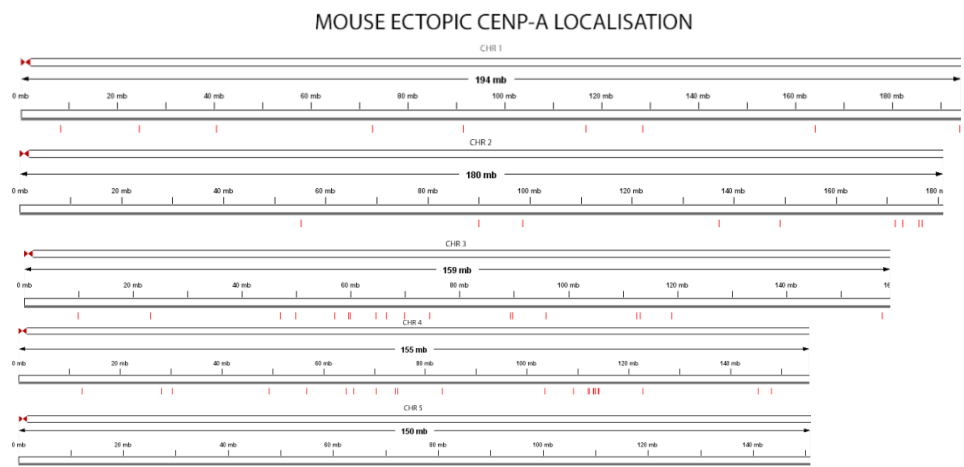 MOUSE ECTOPIC CENP-A LOCALISATION
CHR 1
194 mb
0 mb 20 mb 40 mb 60 mb 80 mb 100 mb 120 mb 140 mb 160 mb 180 mb
CHR 2
180 mb
0 mb 20 mb 40 mb 60 mb 80 mb 100 mb 120 mb 140 mb 160 mb 180 m
CHR 3
159 mb
0 mb 20 mb 40 mb 60 mb 80 mb 100 mb 120 mb 140 mb 16
CHR 4
155 mb
0 mb 20 mb 40 mb 60 mb 80 mb 100 mb 120 mb 140 mb
CHR 5
150 mb
0 mb 20 mb 40 mb 60 mb 80 mb 100 mb 120 mb 140 mb